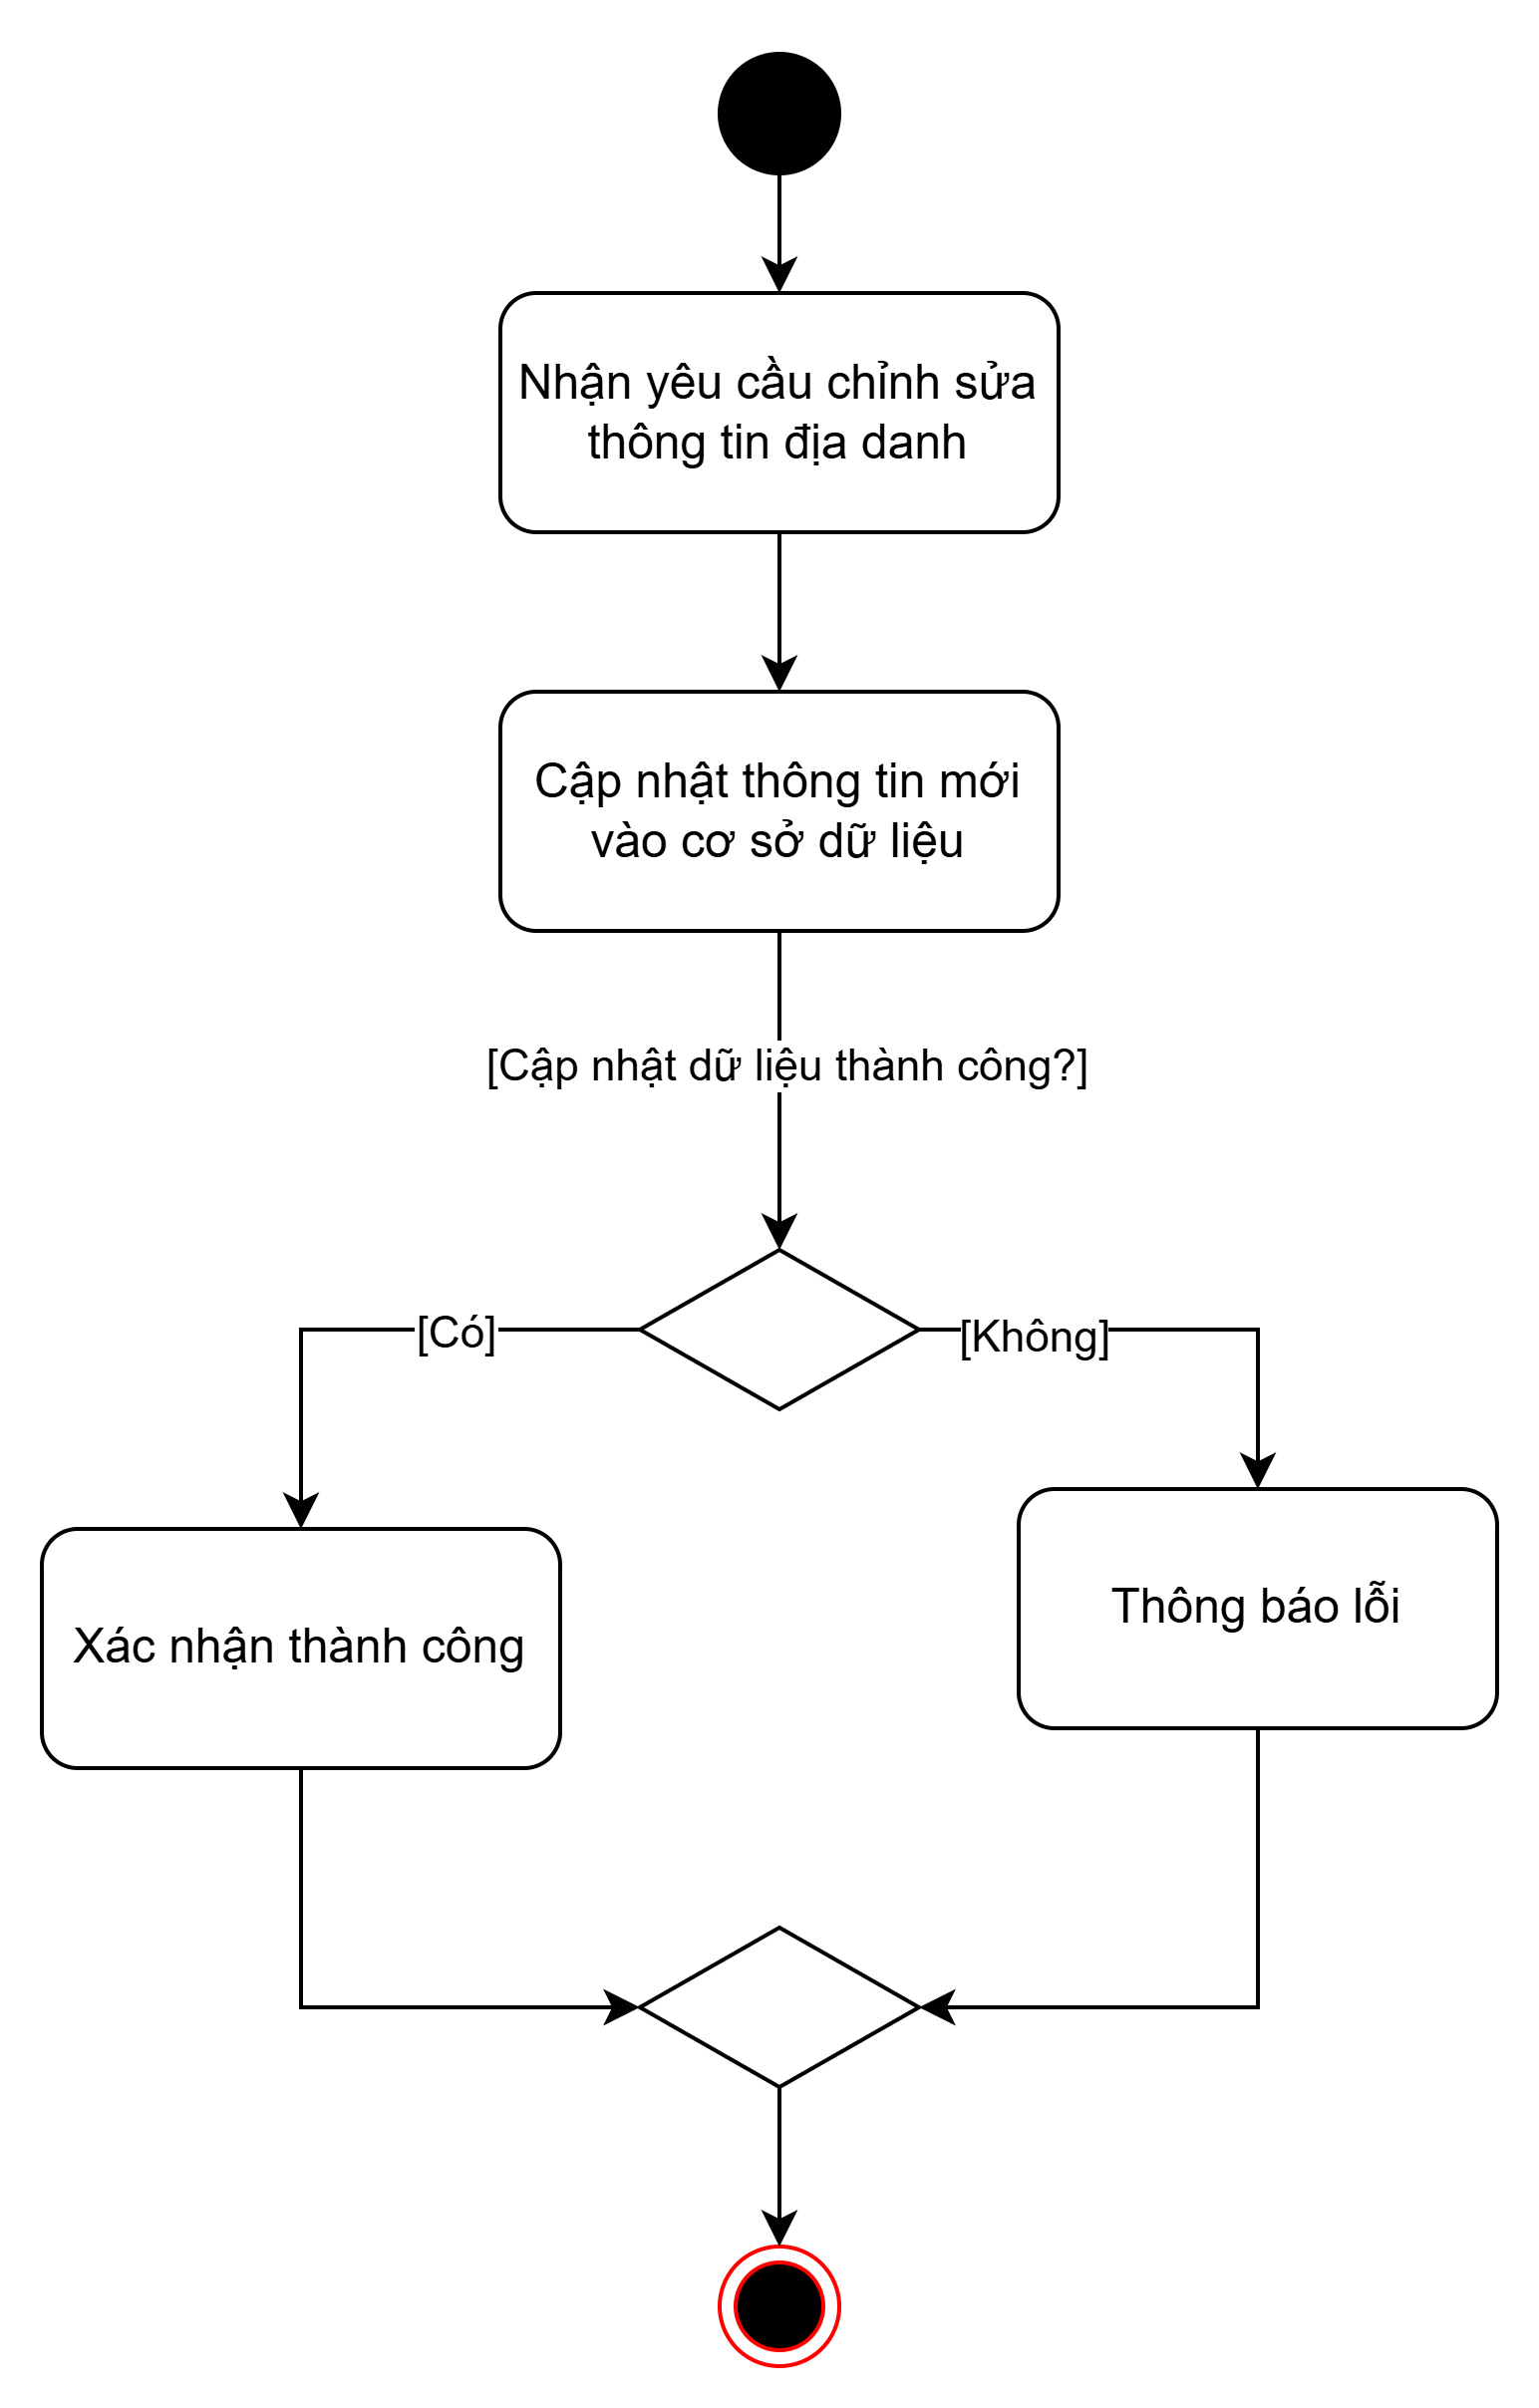 Nhận yêu cầu chỉnh sửa
thông tin địa danh
Cập nhật thông tin mới
vào cơ sở dữ liệu
[Cập nhật dữ liệu thành công?]
[Có]
[Không]
Xác nhận thành công
Thông báo lỗi